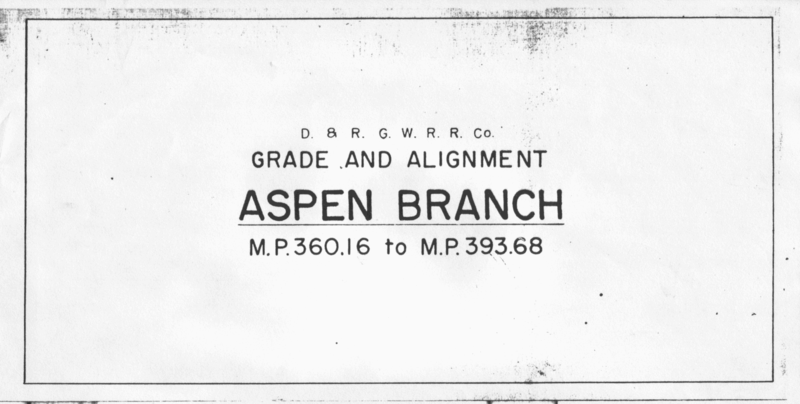 D. & R. G. W. R. R. Co.
GRADE AND ALIGNMENT
ASPEN BRANCH
M.P. 360.16 to M.P. 393.68